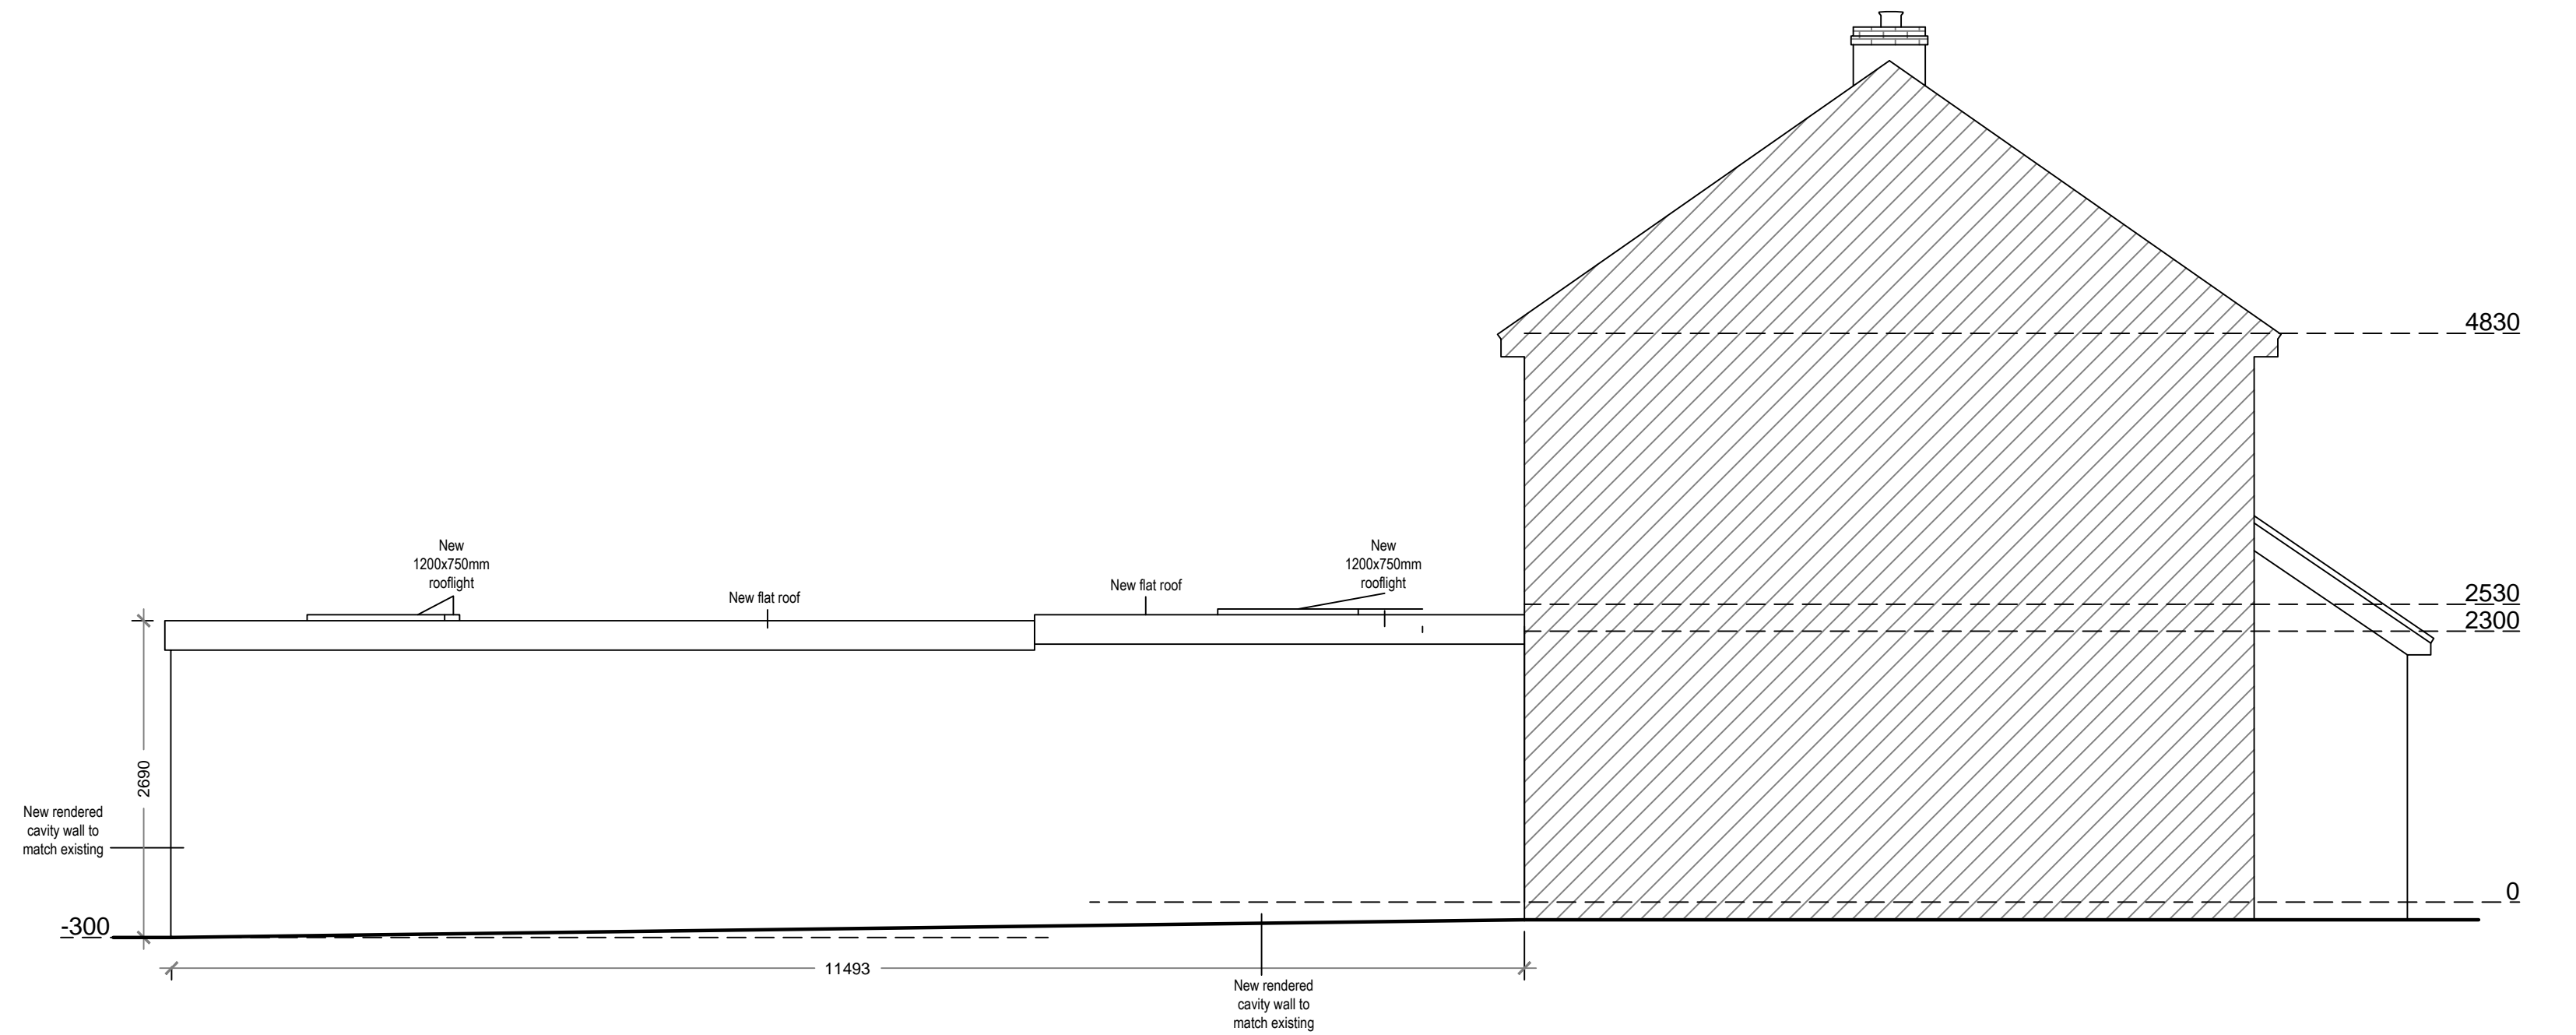 4830
New
1200x750mm
rooflight
New flat roof
New flat roof
New
1200x750mm
rooflight
2530
2300
2690
New rendered
cavity wall to
match existing
0
-300
11493
New rendered
cavity wall to
match existing